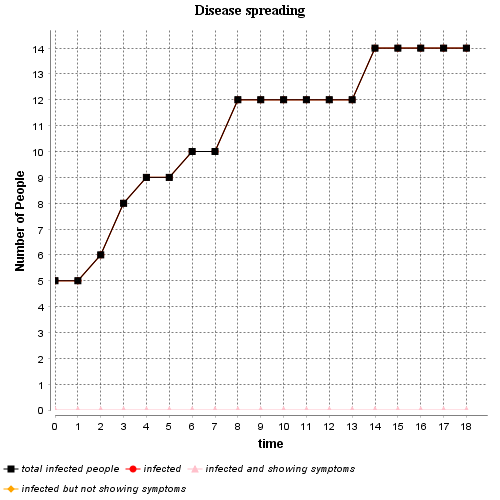 Disease spreading
Number of People
14
13
12
11
10
9
8
7
6
5
4
3
2
1
0
0 1 2 3 4 5 6 7 8 9 10 11 12 13 14 15 16 17 18
time
total infected people infected infected and showing symptoms
infected but not showing symptoms